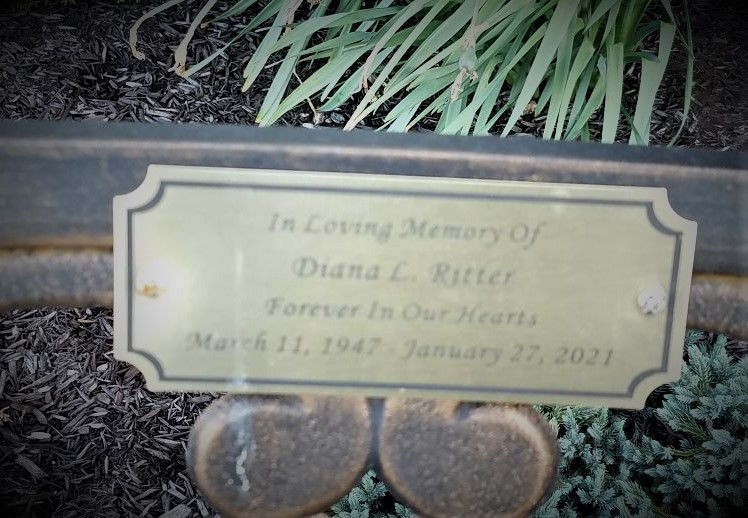 In Loving Memory Of
Diana L. Ritter
Forever In Our Hearts
March 11, 1947 - January 27, 2021